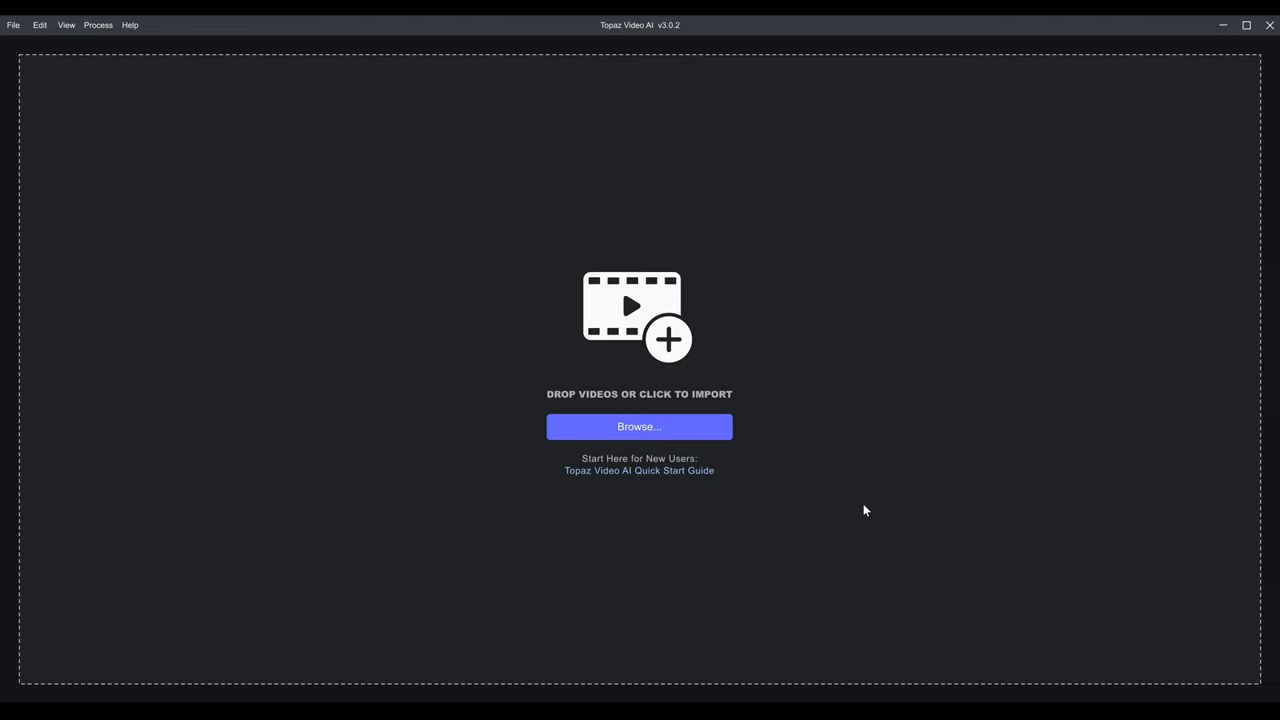 File Edit View Process Help Topaz Video AI v3.0.2
DROP VIDEOS OR CLICK TO IMPORT
Browse...
Start Here for New Users:
Topaz Video AI Quick Start Guide